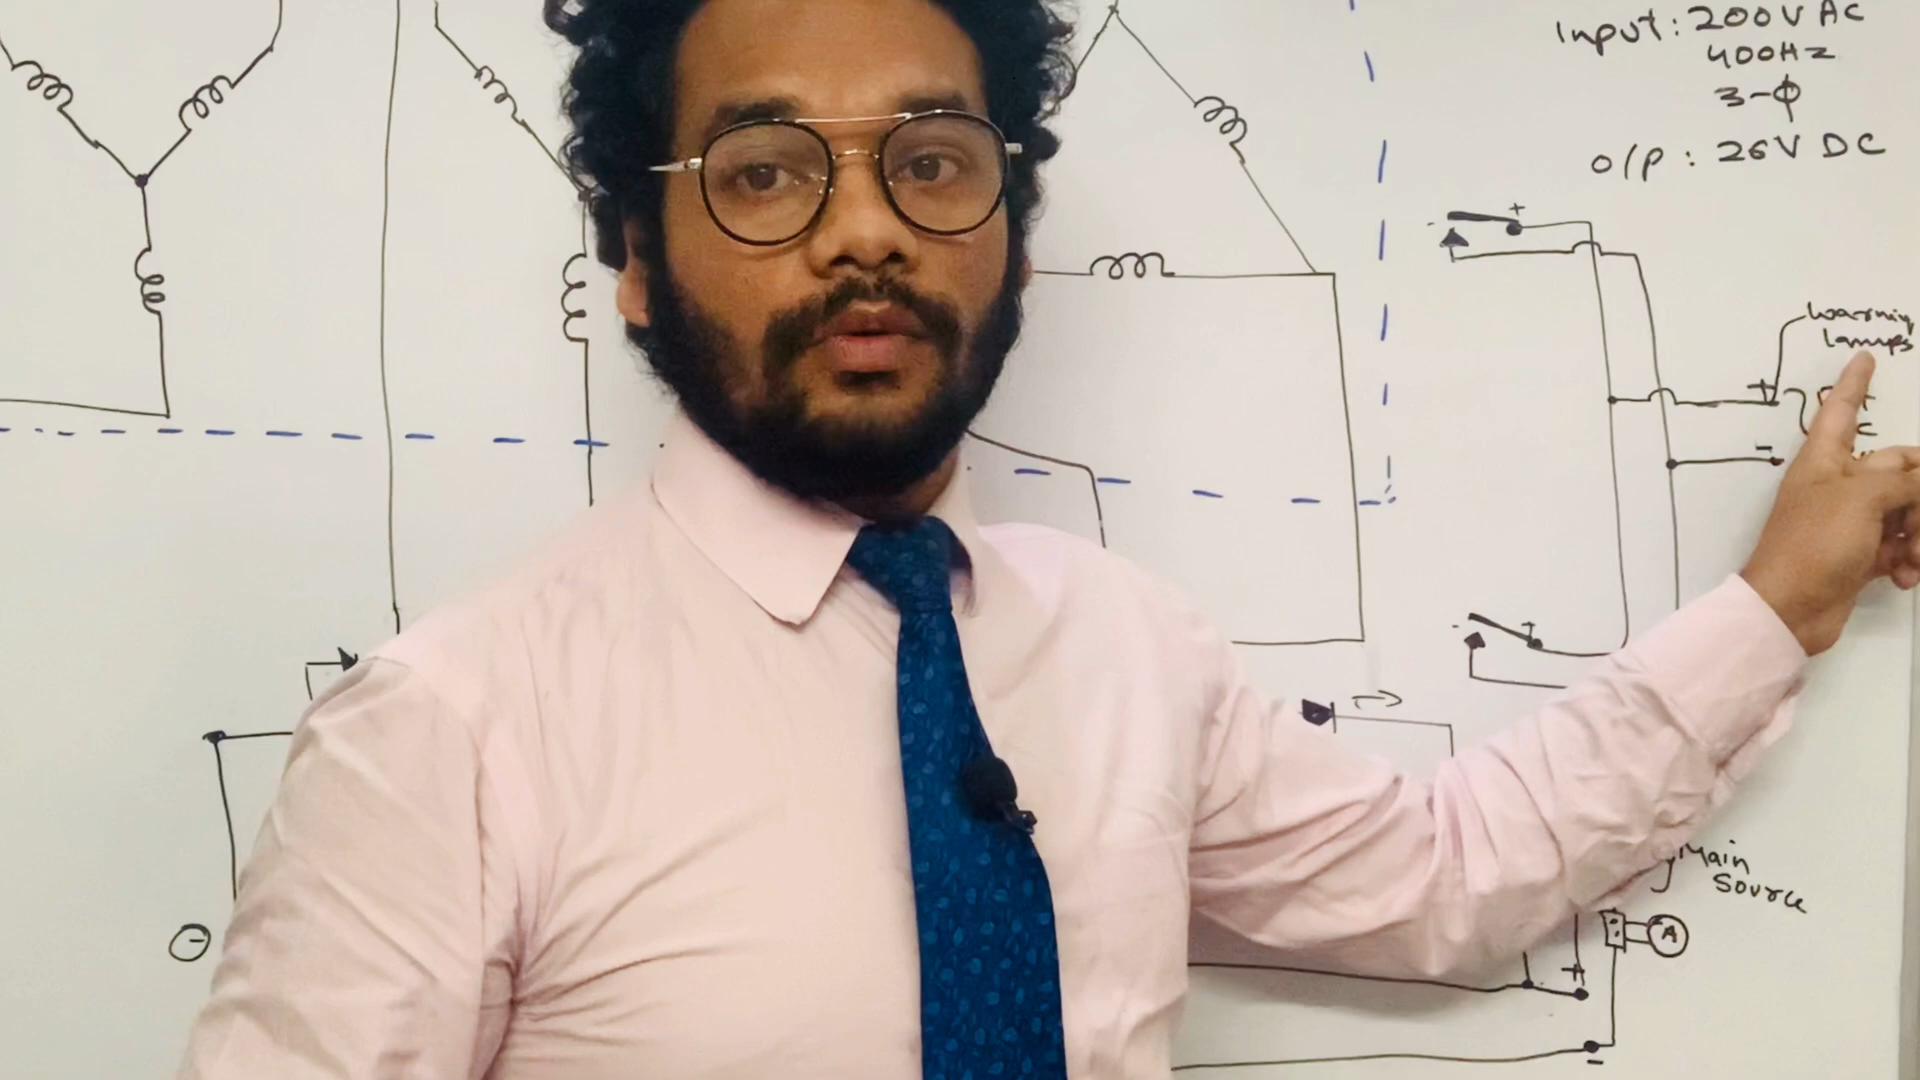 Input: 200V AC
400Hz
3-Φ
O/P : 26V DC
- +
warning
lamps
+
-
- +
Main
Source
A
-
+
-